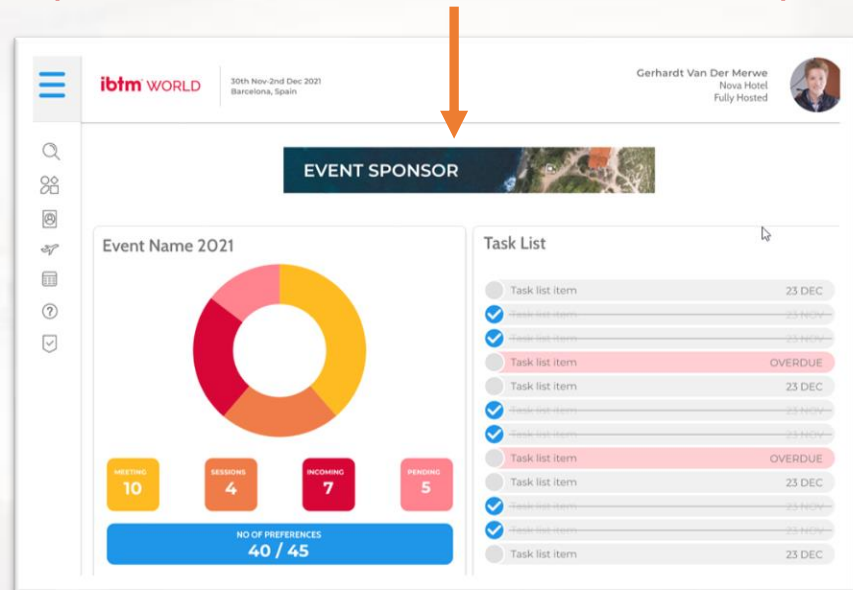 ibtm WORLD
30th Nov-2nd Dec 2021
Barcelona, Spain
Gerhardt Van Der Merwe
Nova Hotel
Fully Hosted
EVENT SPONSOR
Event Name 2021
MEETING
10
SESSIONS
4
INCOMING
7
PENDING
5
NO OF PREFERENCES
40 / 45
Task List
Task list item 23 DEC
Task list item 23 NOV
Task list item 23 NOV
Task list item OVERDUE
Task list item 23 DEC
Task list item 23 NOV
Task list item 23 NOV
Task list item OVERDUE
Task list item 23 DEC
Task list item 23 NOV
Task list item 23 NOV
Task list item 23 DEC